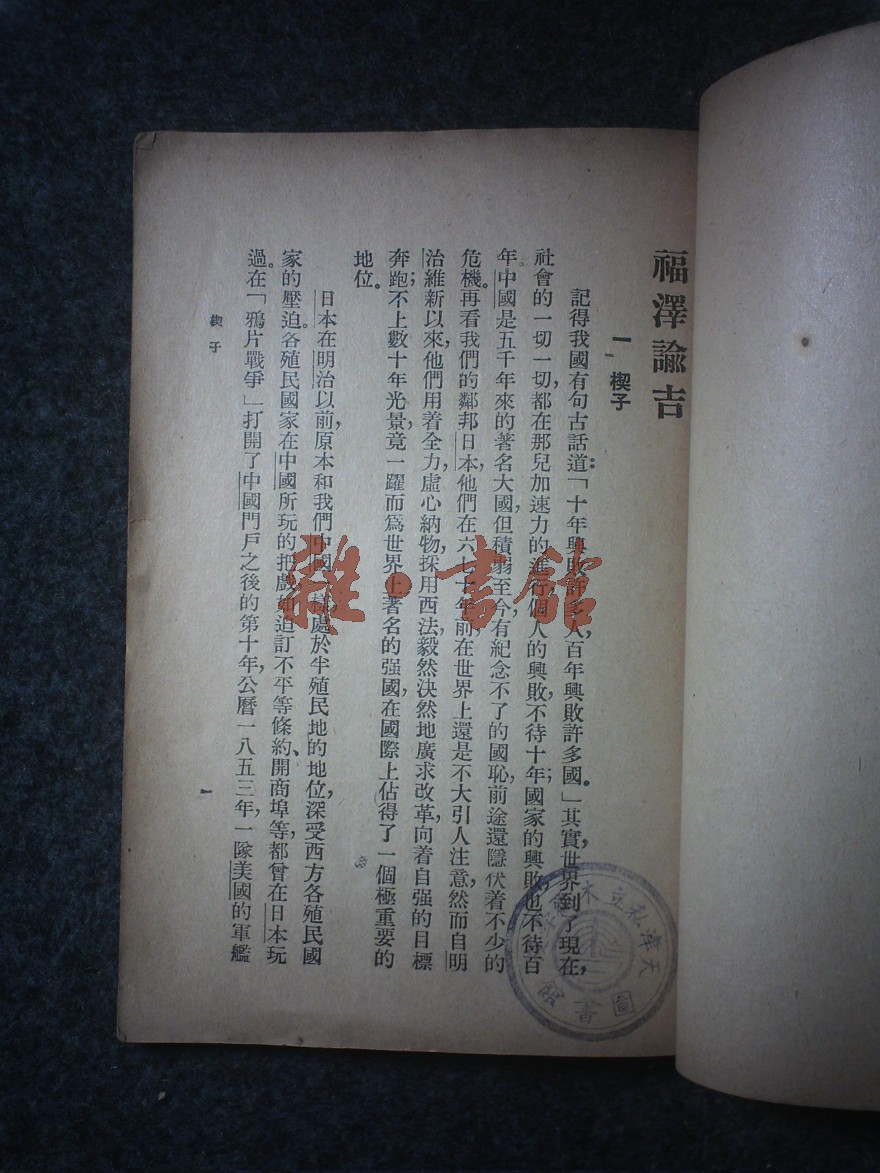 福澤諭吉
一 楔子
記得我國有句古話道：「十年興敗許多人，百年興敗許多國。」其實，世界到了現在，
社會的一切一切，都在那兒加速力的進行，個人的興敗，不待十年；國家的興敗，也不待百
年。中國是五千年來的著名大國，但積弱至今，有紀念不了的國恥，前途還隱伏着不少的
危機。再看我們的鄰邦日本，他們在六七十年前，在世界上還是不大引人注意，然而自明
治維新以來，他們用着全力，虛心納物，採用西法，毅然決然地廣求改革，向着自强的目標
奔跑；不上數十年光景，竟一躍而爲世界上著名的强國，在國際上佔得了一個極重要的
地位。
日本在明治以前，原本和我們中國一樣處於半殖民地的地位，深受西方各殖民國
家的壓迫。各殖民國家在中國所玩的把戲，如迫訂不平等條約、開商埠等，都曾在日本玩
過。在「鴉片戰爭」打開了中國門戶之後的第十年，公曆一八五三年，一隊美國的軍艦
楔子
一
雜·書館
天津私立木齋
圖書館